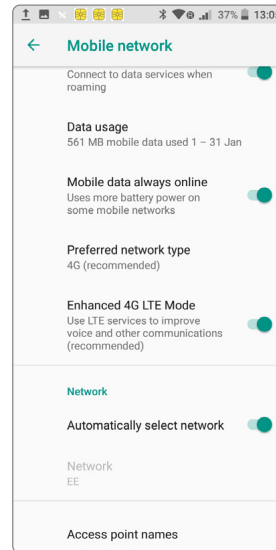 37% 13:05
Mobile network
Connect to data services when
roaming
Data usage
561 MB mobile data used 1 – 31 Jan
Mobile data always online
Uses more battery power on
some mobile networks
Preferred network type
4G (recommended)
Enhanced 4G LTE Mode
Use LTE services to improve
voice and other communications
(recommended)
Network
Automatically select network
Network
EE
Access point names